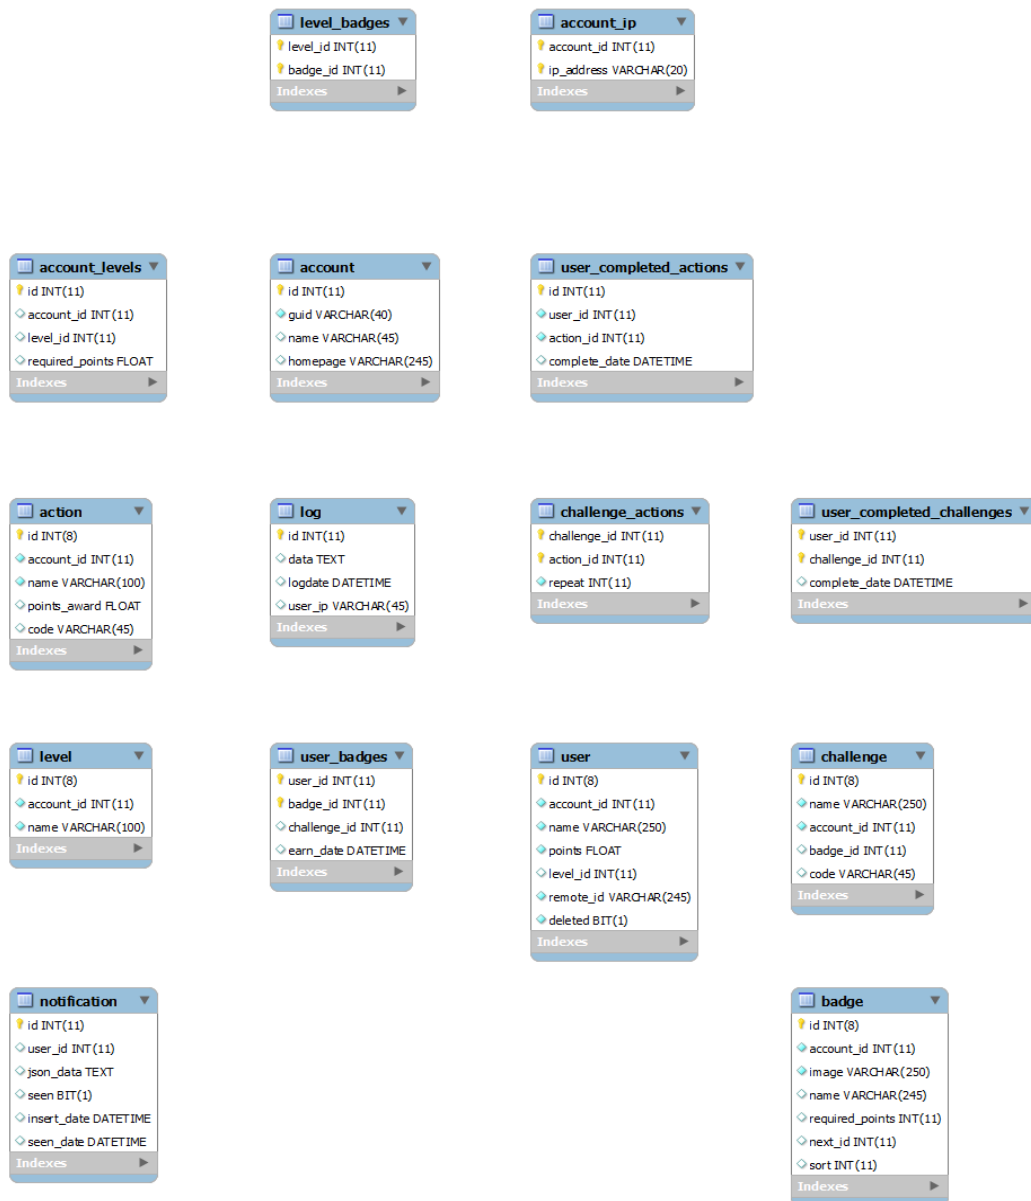 level_badges
level_id INT(11)
badge_id INT(11)
Indexes
account_ip
account_id INT(11)
ip_address VARCHAR(20)
Indexes
account_levels
id INT(11)
account_id INT(11)
level_id INT(11)
required_points FLOAT
Indexes
account
id INT(11)
guid VARCHAR(40)
name VARCHAR(45)
homepage VARCHAR(245)
Indexes
user_completed_actions
id INT(11)
user_id INT(11)
action_id INT(11)
complete_date DATETIME
Indexes
action
id INT(8)
account_id INT(11)
name VARCHAR(100)
points_award FLOAT
code VARCHAR(45)
Indexes
log
id INT(11)
data TEXT
logdate DATETIME
user_ip VARCHAR(45)
Indexes
challenge_actions
challenge_id INT(11)
action_id INT(11)
repeat INT(11)
Indexes
user_completed_challenges
user_id INT(11)
challenge_id INT(11)
complete_date DATETIME
Indexes
level
id INT(8)
account_id INT(11)
name VARCHAR(100)
Indexes
user_badges
user_id INT(11)
badge_id INT(11)
challenge_id INT(11)
earn_date DATETIME
Indexes
user
id INT(8)
account_id INT(11)
name VARCHAR(250)
points FLOAT
level_id INT(11)
remote_id VARCHAR(245)
deleted BIT(1)
Indexes
challenge
id INT(8)
name VARCHAR(250)
account_id INT(11)
badge_id INT(11)
code VARCHAR(45)
Indexes
notification
id INT(11)
user_id INT(11)
json_data TEXT
seen BIT(1)
insert_date DATETIME
seen_date DATETIME
Indexes
badge
id INT(8)
account_id INT(11)
image VARCHAR(250)
name VARCHAR(245)
required_points INT(11)
next_id INT(11)
sort INT(11)
Indexes